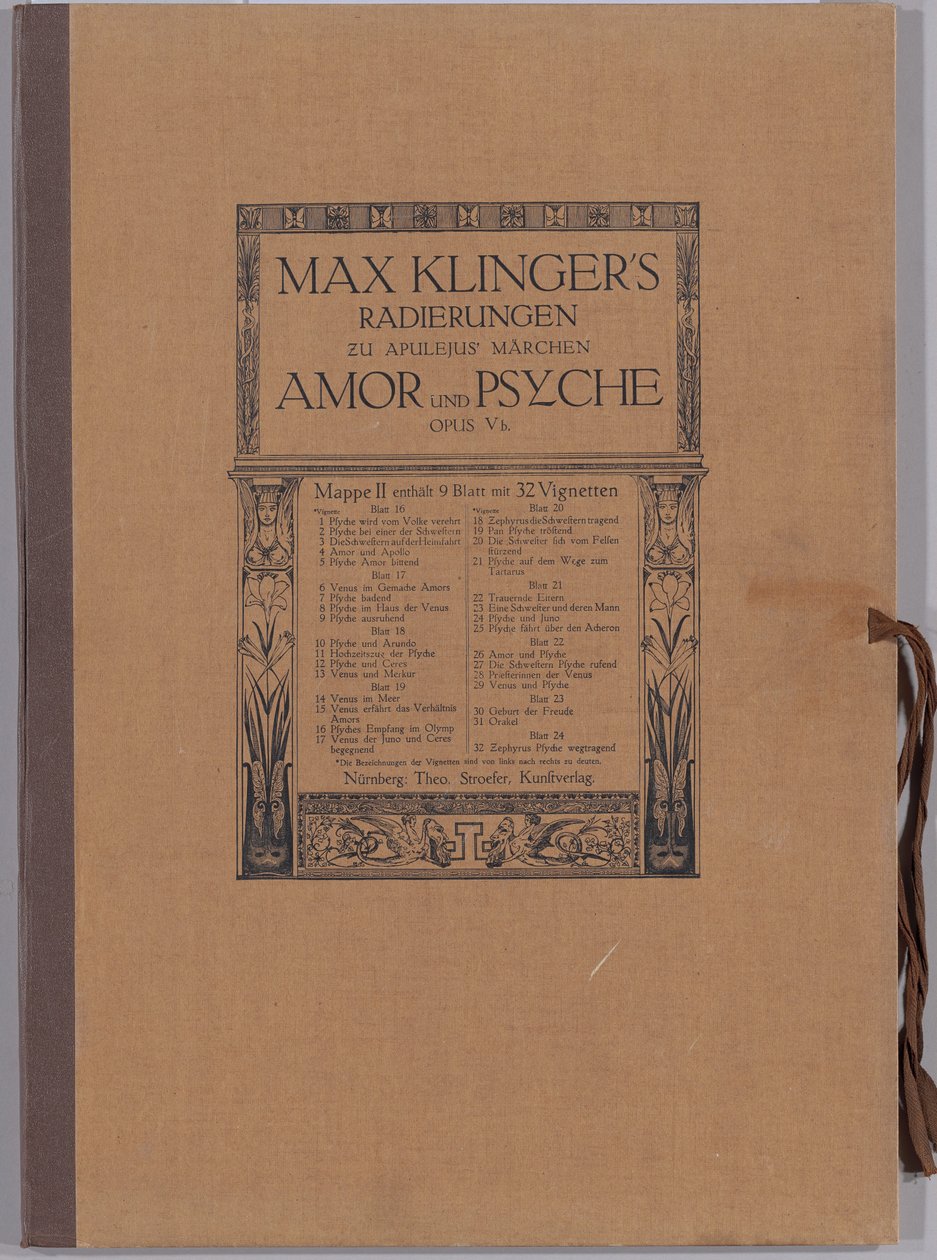 MAX KLINGER'S
RADIERUNGEN
ZU APULEJUS' MÄRCHEN
AMOR UND PSYCHE
OPUS Vb.
Mappe II enthält 9 Blatt mit 32 Vignetten
*Vignette Blatt 16
1 Pſyche wird vom Volke verehrt
2 Pſyche bei einer der Schweſtern
3 Die Schweſtern auf der Heimfahrt
4 Amor und Apollo
5 Pſyche Amor bittend
Blatt 17
6 Venus im Gemache Amors
7 Pſyche badend
8 Pſyche im Haus der Venus
9 Pſyche ausruhend
Blatt 18
10 Pſyche und Arundo
11 Hochzeitszug der Pſyche
12 Pſyche und Ceres
13 Venus und Merkur
Blatt 19
14 Venus im Meer
15 Venus erfährt das Verhältnis
Amors
16 Pſyches Empfang im Olymp
17 Venus der Juno und Ceres
begegnend
*Vignette Blatt 20
18 Zephyrus die Schweſtern tragend
19 Pan Pſyche tröſtend
20 Die Schweſter ſich vom Felſen
ſtürzend
21 Pſyche auf dem Wege zum
Tartarus
Blatt 21
22 Trauernde Eltern
23 Eine Schweſter und deren Mann
24 Pſyche und Juno
25 Pſyche fährt über den Acheron
Blatt 22
26 Amor und Pſyche
27 Die Schweſtern Pſyche rufend
28 Prieſterinnen der Venus
29 Venus und Pſyche
Blatt 23
30 Geburt der Freude
31 Orakel
Blatt 24
32 Zephyrus Pſyche wegtragend
*Die Bezeichnungen der Vignetten sind von links nach rechts zu deuten.
Nürnberg: Theo. Stroefer, Kunſtverlag.